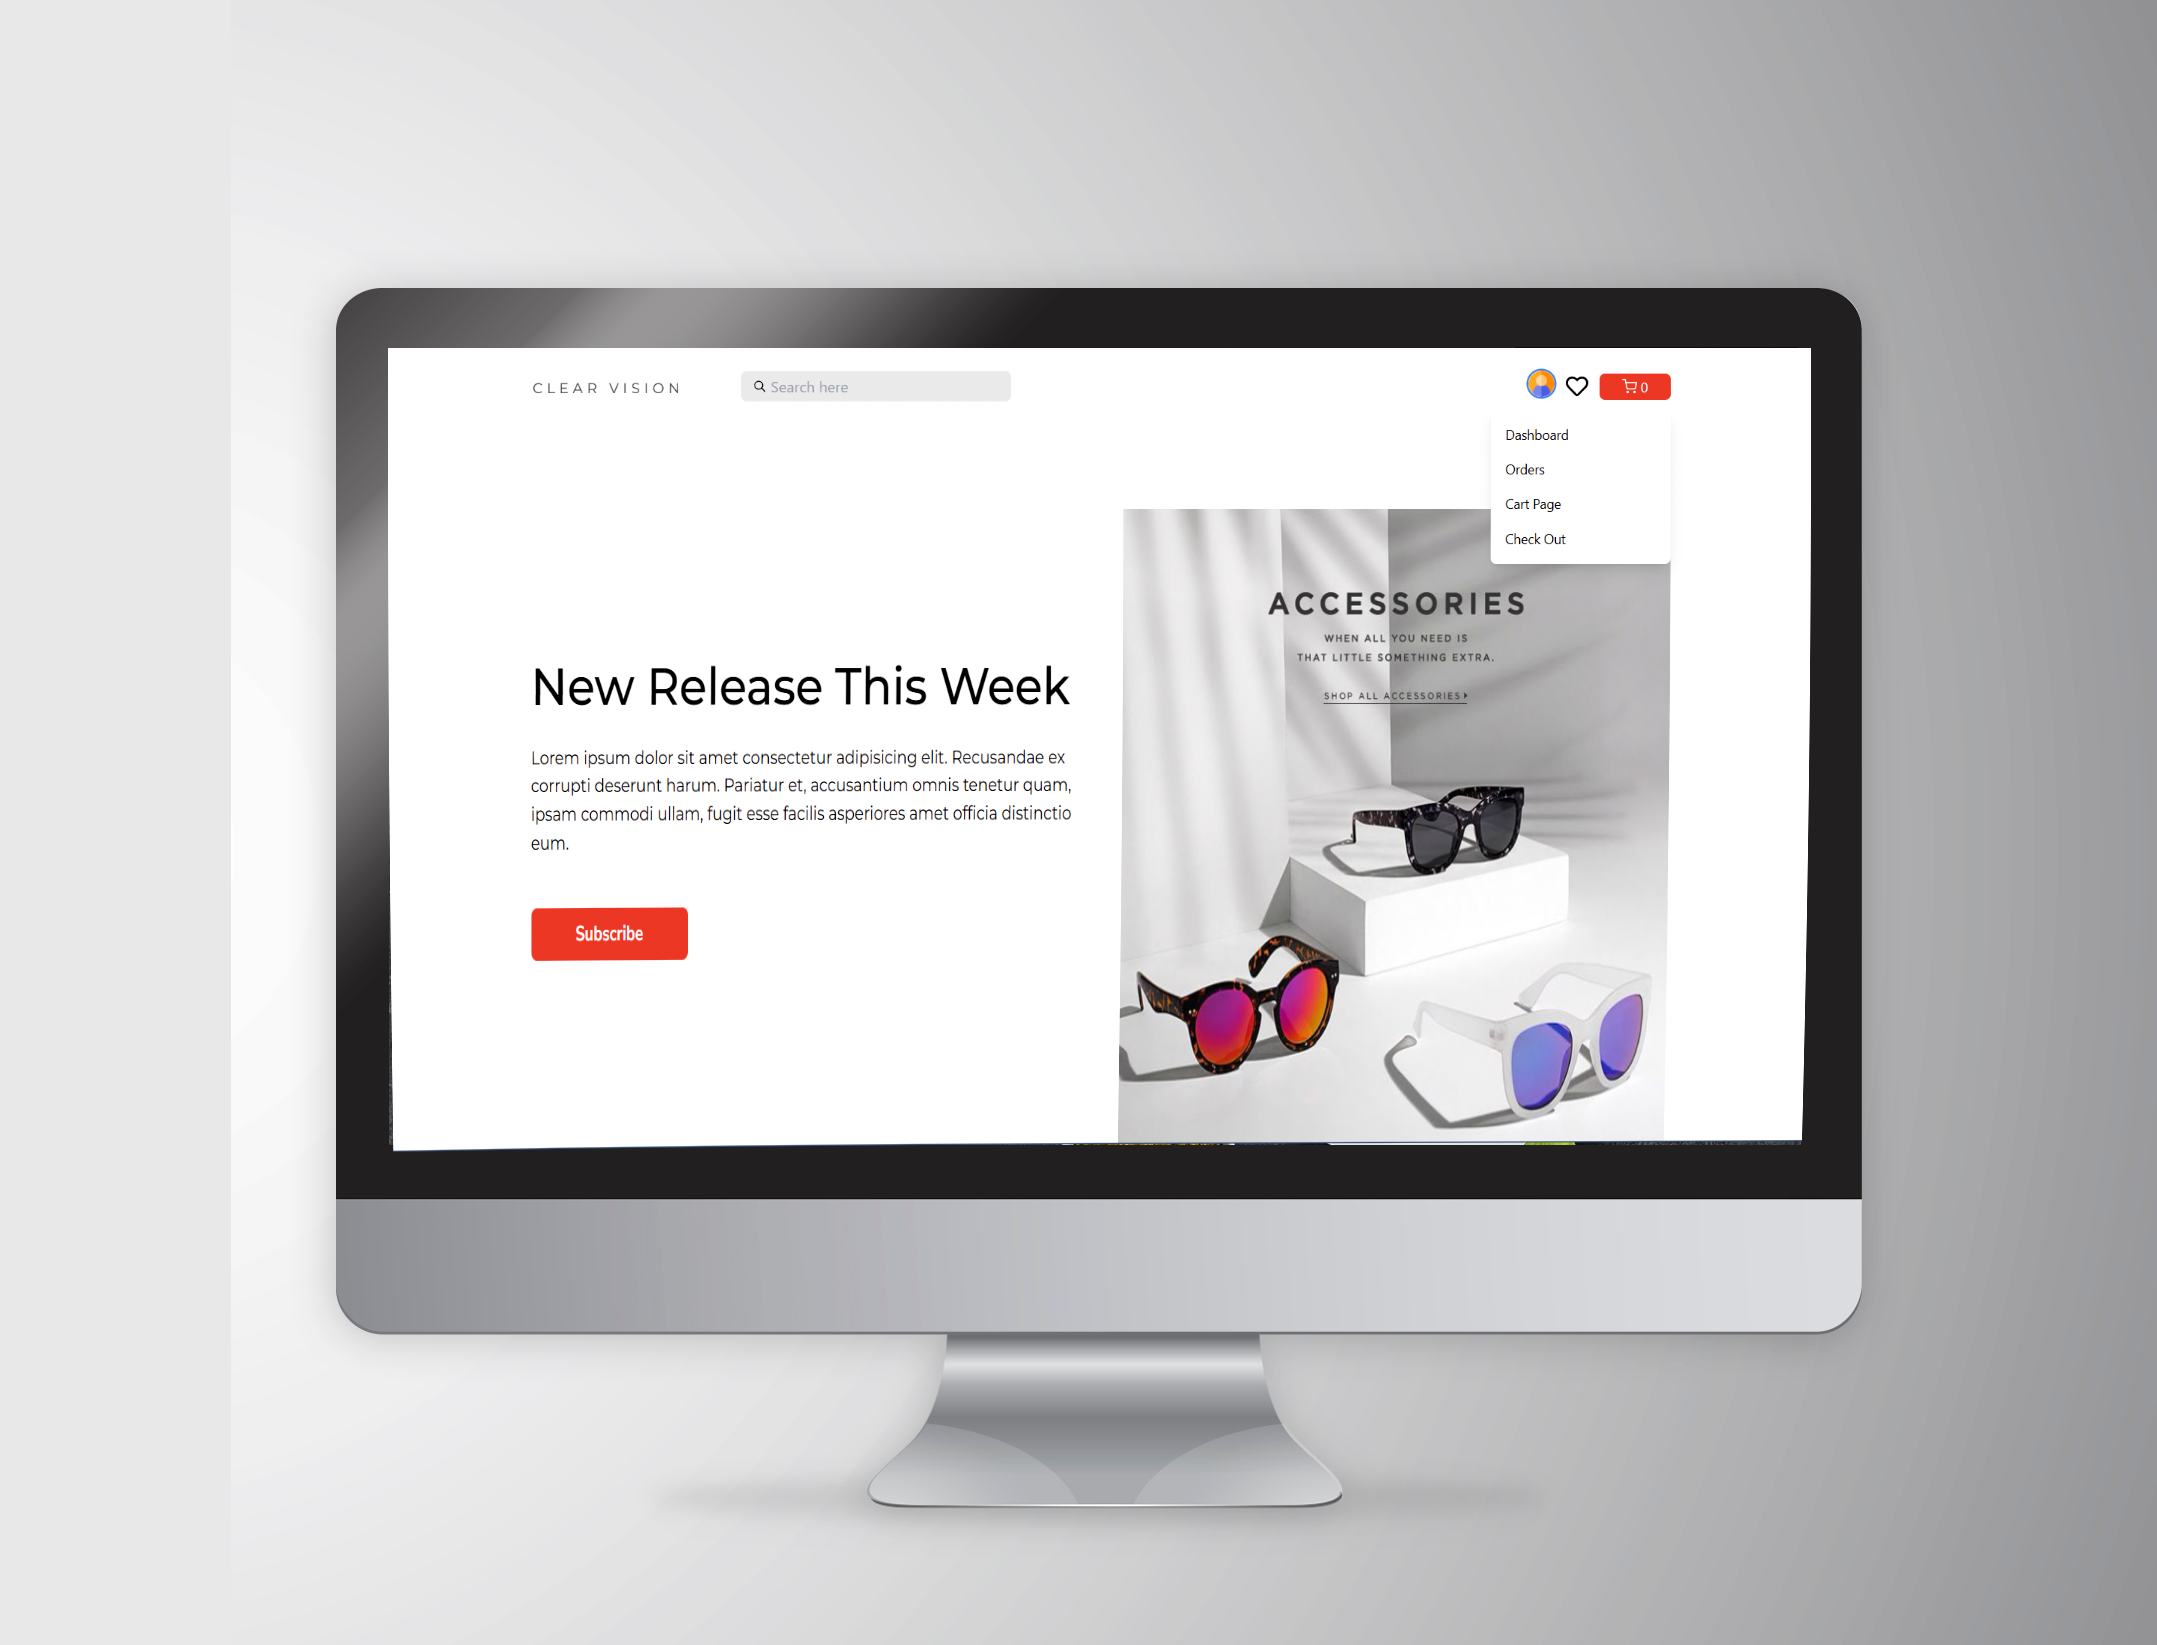 CLEAR VISION
Search here
0
Dashboard
Orders
Cart Page
Check Out
ACCESSORIES
WHEN ALL YOU NEED IS
THAT LITTLE SOMETHING EXTRA.
SHOP ALL ACCESSORIES
New Release This Week
Lorem ipsum dolor sit amet consectetur adipisicing elit. Recusandae ex
corrupti deserunt harum. Pariatur et, accusantium omnis tenetur quam,
ipsam commodi ullam, fugit esse facilis asperiores amet officia distinctio
eum.
Subscribe